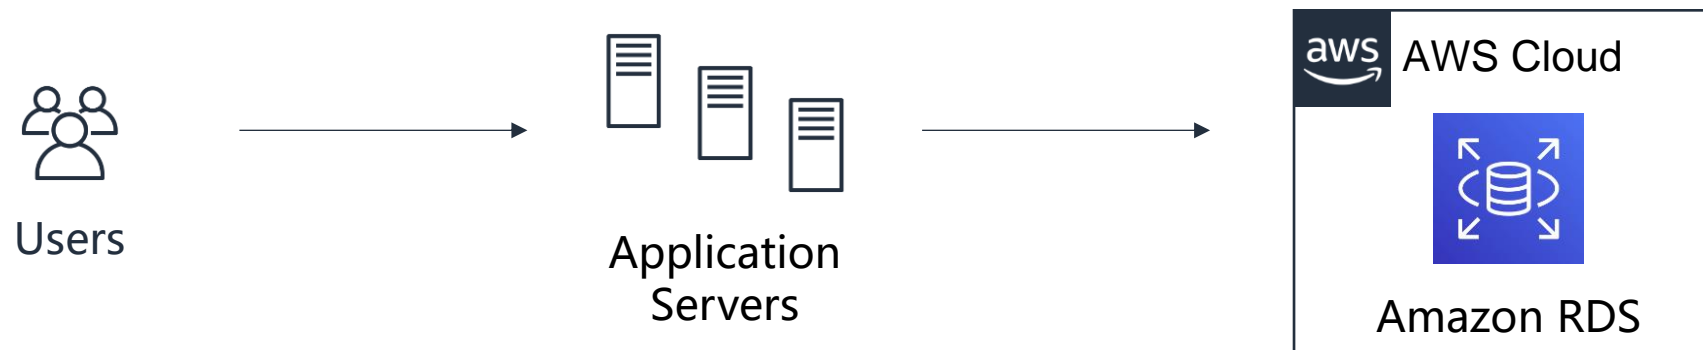 Users
Application
Servers
aws
AWS Cloud
Amazon RDS